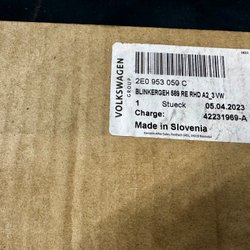 VOLKSWAGEN
GROUP
2E0 953 059 C
BLINKERGEH 889 RE RHD A2_3 VW
1 Stueck 05.04.2023
Charge: 42231969-A
Made in Slovenia